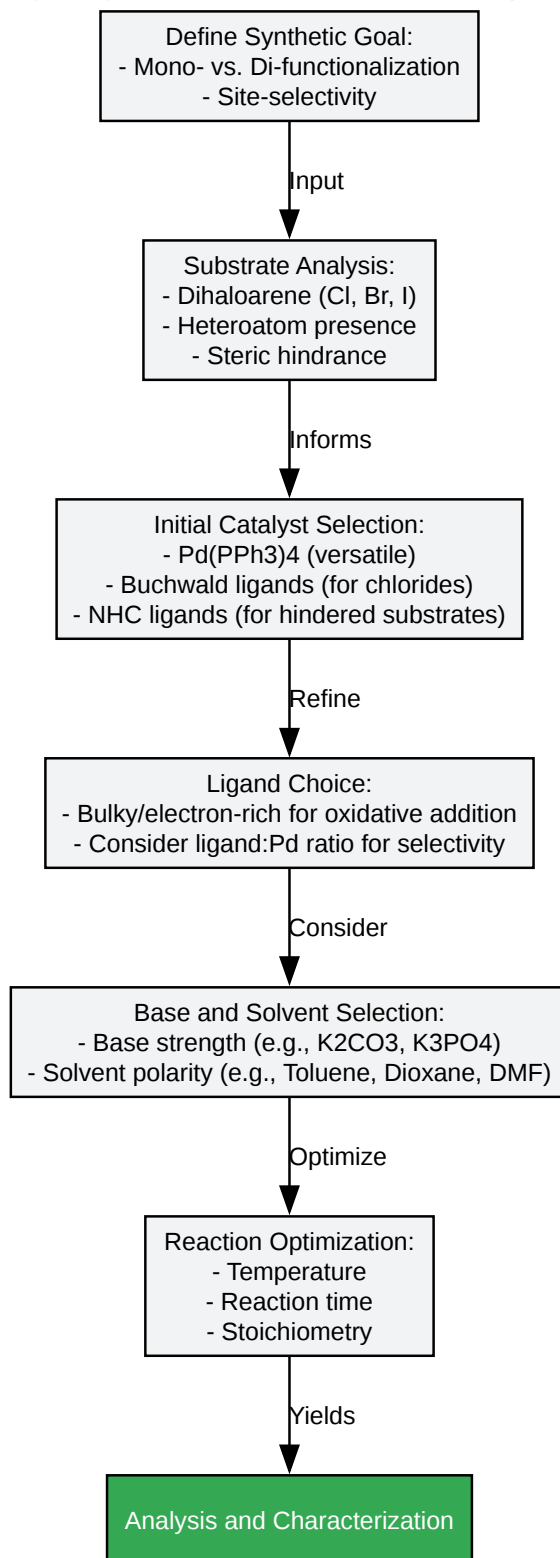 Define Synthetic Goal:
- Mono- vs. Di-functionalization
- Site-selectivity
Input
Substrate Analysis:
- Dihaloarene (Cl, Br, I)
- Heteroatom presence
- Steric hindrance
Informs
Initial Catalyst Selection:
- Pd(PPh3)4 (versatile)
- Buchwald ligands (for chlorides)
- NHC ligands (for hindered substrates)
Refine
Ligand Choice:
- Bulky/electron-rich for oxidative addition
- Consider ligand:Pd ratio for selectivity
Consider
Base and Solvent Selection:
- Base strength (e.g., K2CO3, K3PO4)
- Solvent polarity (e.g., Toluene, Dioxane, DMF)
Optimize
Reaction Optimization:
- Temperature
- Reaction time
- Stoichiometry
Yields
Analysis and Characterization